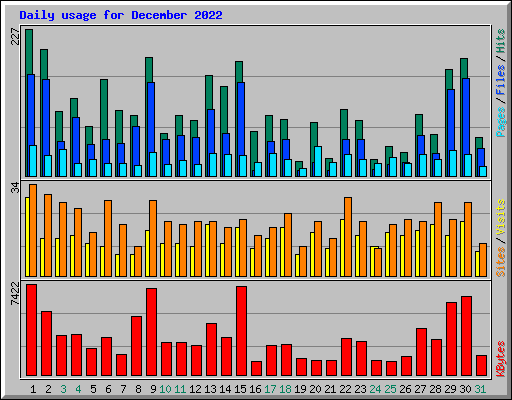 Daily usage for December 2022
227
Pages / Files / Hits
34
Sites / Visits
7422
KBytes
1 2 3 4 5 6 7 8 9 10 11 12 13 14 15 16 17 18 19 20 21 22 23 24 25 26 27 28 29 30 31